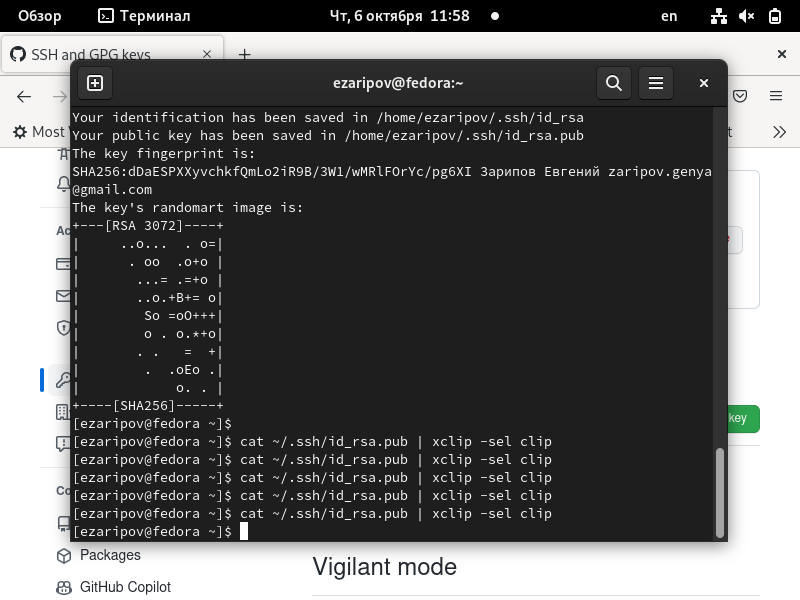 Обзор Терминал Чт, 6 октября 11:58 en
SSH and GPG keys
ezaripov@fedora:~
Most
Your identification has been saved in /home/ezaripov/.ssh/id_rsa
Your public key has been saved in /home/ezaripov/.ssh/id_rsa.pub
The key fingerprint is:
SHA256:dDaESPXXyvchkfQmLo2iR9B/3W1/wMRlFOrYc/pg6XI Зарипов Евгений zaripov.genya
@gmail.com
The key's randomart image is:
+---[RSA 3072]----+
|     ..o...  . o=|
|      . oo  .o+o |
|       ...= .=+o |
|       ..o.+B+= o|
|        So =oO+++|
|        o . o.*+o|
|       . .   =  +|
|        .  .oEo .|
|            o. . |
+----[SHA256]-----+
[ezaripov@fedora ~]$
[ezaripov@fedora ~]$ cat ~/.ssh/id_rsa.pub | xclip -sel clip
[ezaripov@fedora ~]$ cat ~/.ssh/id_rsa.pub | xclip -sel clip
[ezaripov@fedora ~]$ cat ~/.ssh/id_rsa.pub | xclip -sel clip
[ezaripov@fedora ~]$ cat ~/.ssh/id_rsa.pub | xclip -sel clip
[ezaripov@fedora ~]$ cat ~/.ssh/id_rsa.pub | xclip -sel clip
[ezaripov@fedora ~]$
key
Packages
Vigilant mode
GitHub Copilot